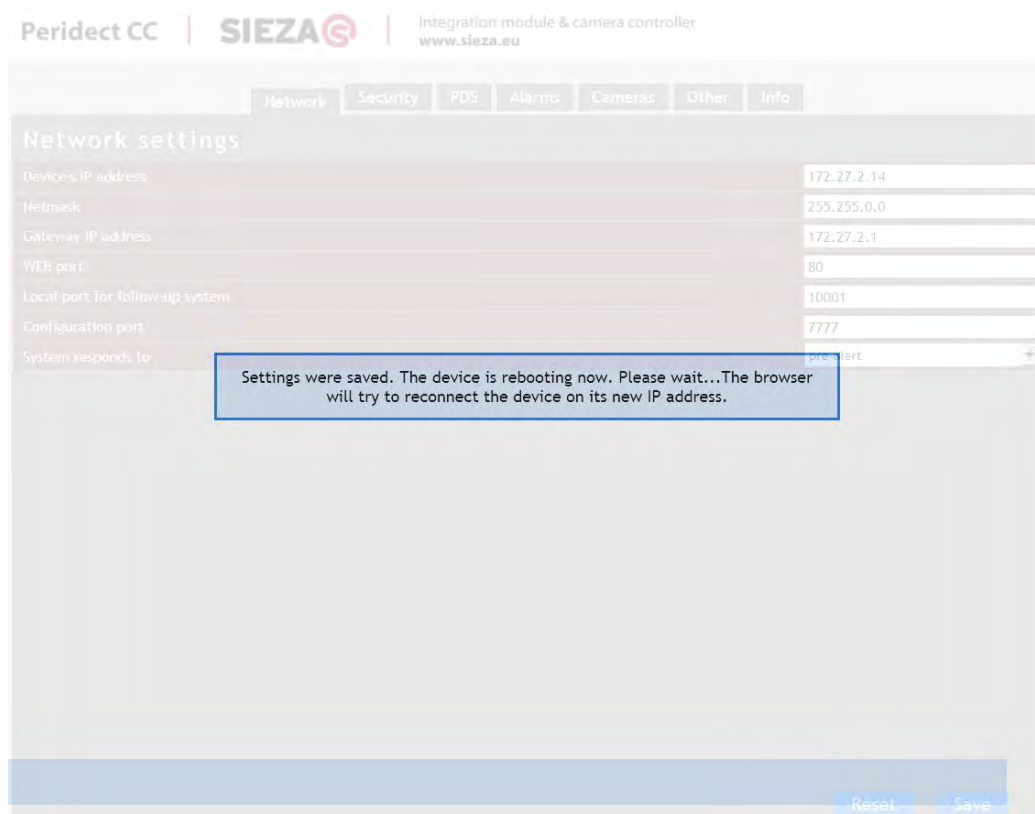 Peridect CC
SIEZA
Integration module & camera controller
www.sieza.eu
Network Security PDS Alarms Cameras Other Info
Network settings
Device's IP address 172.27.2.14
Netmask 255.255.0.0
Gateway IP address 172.27.2.1
WEB port 80
Local port for follow-up system 10001
Configuration port 7777
System responds to pre-alert
Settings were saved. The device is rebooting now. Please wait...The browser
will try to reconnect the device on its new IP address.
Reset Save